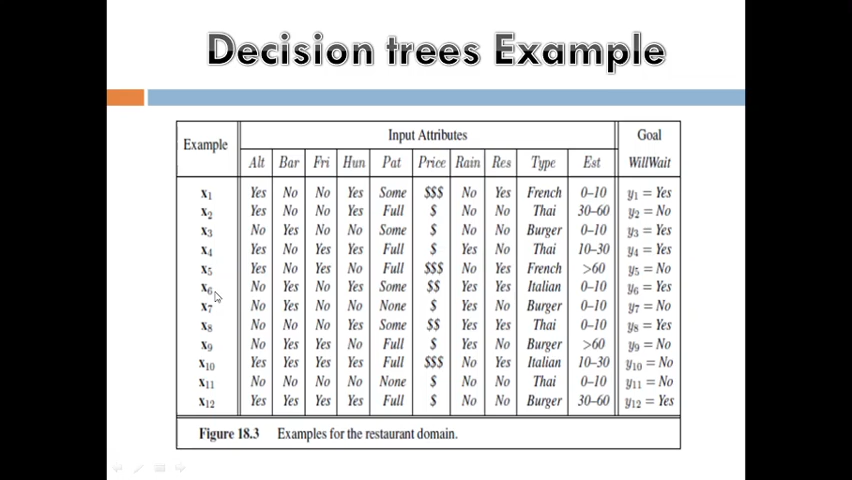 Decision trees Example
Example Input Attributes Goal
Alt Bar Fri Hun Pat Price Rain Res Type Est WillWait
x1 Yes No No Yes Some $$$ No Yes French 0–10 y1 = Yes
x2 Yes No No Yes Full $ No No Thai 30–60 y2 = No
x3 No Yes No No Some $ No No Burger 0–10 y3 = Yes
x4 Yes No Yes Yes Full $ Yes No Thai 10–30 y4 = Yes
x5 Yes No Yes No Full $$$ No Yes French >60 y5 = No
x6 No Yes No Yes Some $$ Yes Yes Italian 0–10 y6 = Yes
x7 No Yes No No None $ Yes No Burger 0–10 y7 = No
x8 No No No Yes Some $$ Yes Yes Thai 0–10 y8 = Yes
x9 No Yes Yes No Full $ Yes No Burger >60 y9 = No
x10 Yes Yes Yes Yes Full $$$ No Yes Italian 10–30 y10 = No
x11 No No No No None $ No No Thai 0–10 y11 = No
x12 Yes Yes Yes Yes Full $ No No Burger 30–60 y12 = Yes
Figure 18.3 Examples for the restaurant domain.